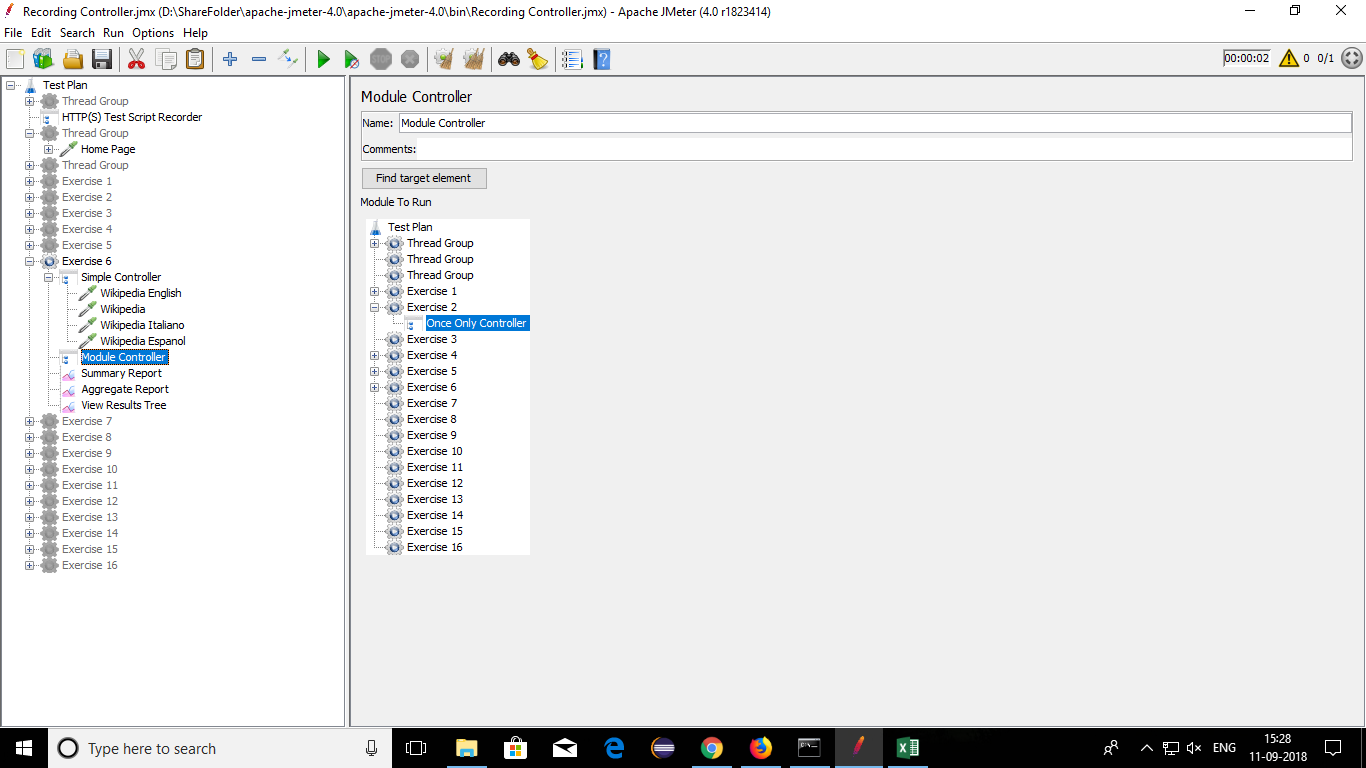 Recording Controller.jmx (D:\ShareFolder\apache-jmeter-4.0\apache-jmeter-4.0\bin\Recording Controller.jmx) - Apache JMeter (4.0 r1823414)
File Edit Search Run Options Help
STOP 00:00:02 0 0/1
Test Plan
Thread Group
HTTP(S) Test Script Recorder
Thread Group
Home Page
Thread Group
Exercise 1
Exercise 2
Exercise 3
Exercise 4
Exercise 5
Exercise 6
Simple Controller
Wikipedia English
Wikipedia
Wikipedia Italiano
Wikipedia Espanol
Module Controller
Summary Report
Aggregate Report
View Results Tree
Exercise 7
Exercise 8
Exercise 9
Exercise 10
Exercise 11
Exercise 12
Exercise 13
Exercise 14
Exercise 15
Exercise 16
Module Controller
Name: Module Controller
Comments:
Find target element
Module To Run
Test Plan
Thread Group
Thread Group
Thread Group
Exercise 1
Exercise 2
Once Only Controller
Exercise 3
Exercise 4
Exercise 5
Exercise 6
Exercise 7
Exercise 8
Exercise 9
Exercise 10
Exercise 11
Exercise 12
Exercise 13
Exercise 14
Exercise 15
Exercise 16
Type here to search
ENG
15:28
11-09-2018